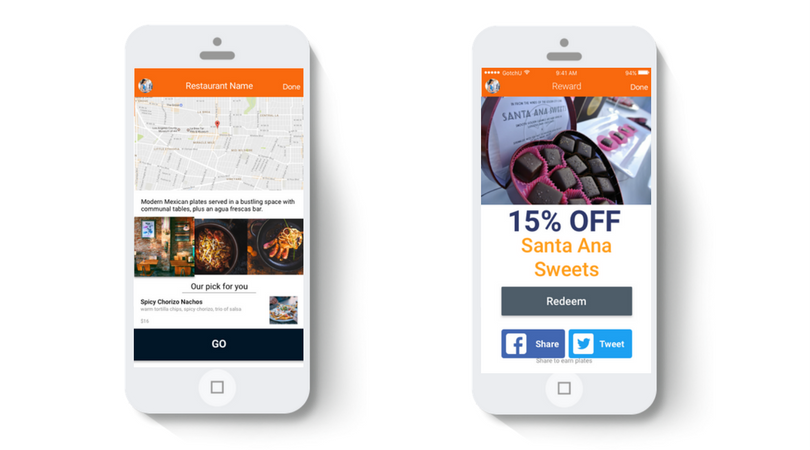 Restaurant Name
Done
Modern Mexican plates served in a bustling space with
communal tables, plus an agua frescas bar.
Our pick for you
Spicy Chorizo Nachos
warm tortilla chips, spicy chorizo, trio of salsa
$16
GO
GotchU
9:41 AM
94%
Reward
Done
SANTA ANA SWEET
15% OFF
Santa Ana
Sweets
Redeem
Share
Tweet
Share to earn plates